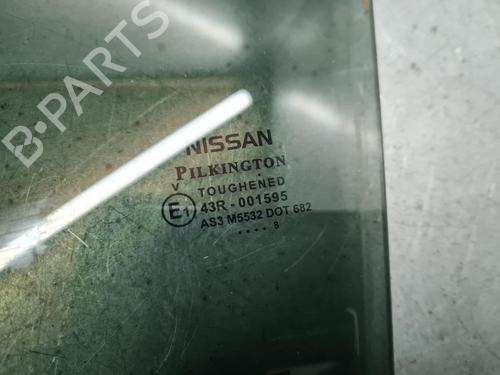 B-PARTS
NISSAN
PILKINGTON
V TOUGHENED
E1 43R-001595
AS3 M5532 DOT 682
.... 8